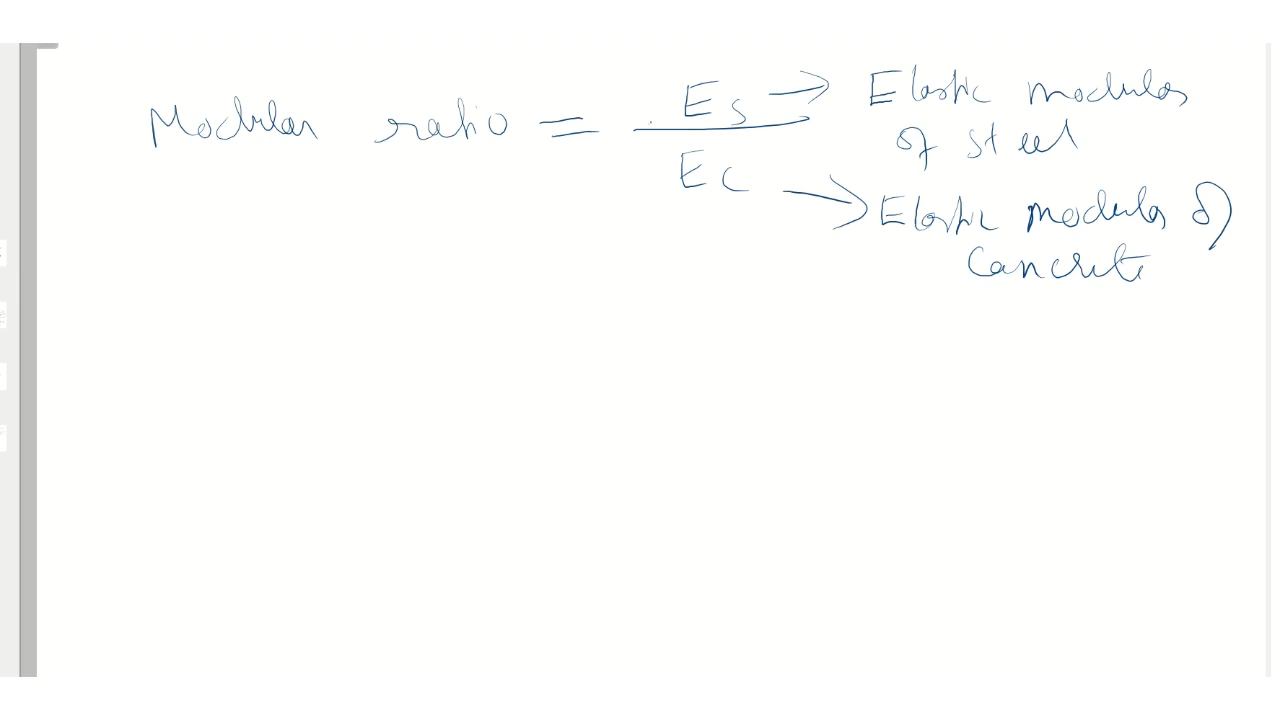 Modular ratio = Es → Elastic modulus
of steel
Ec → Elastic modulus of
Concrete